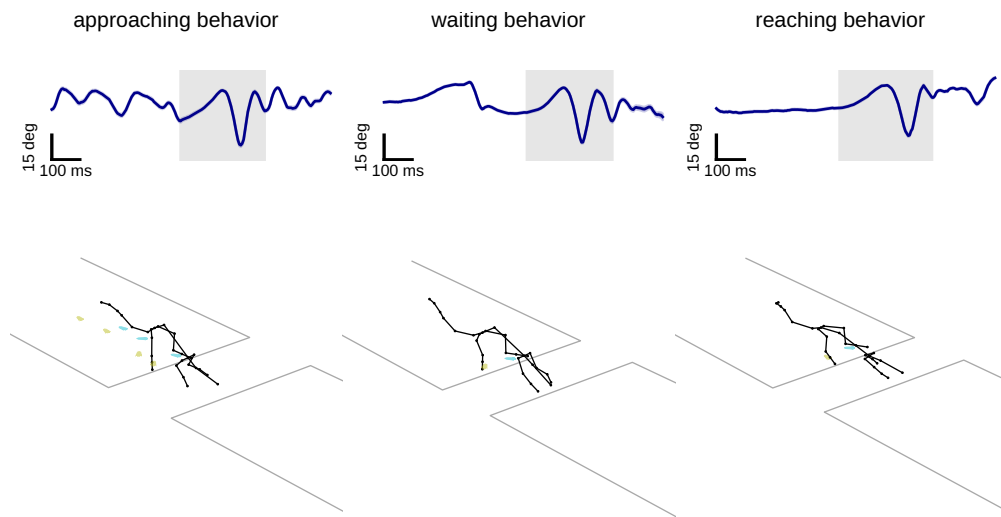 approaching behavior
waiting behavior
reaching behavior
15 deg
100 ms
15 deg
100 ms
15 deg
100 ms